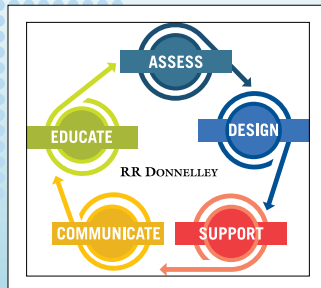 ASSESS
DESIGN
EDUCATE
RR DONNELLEY
COMMUNICATE
SUPPORT